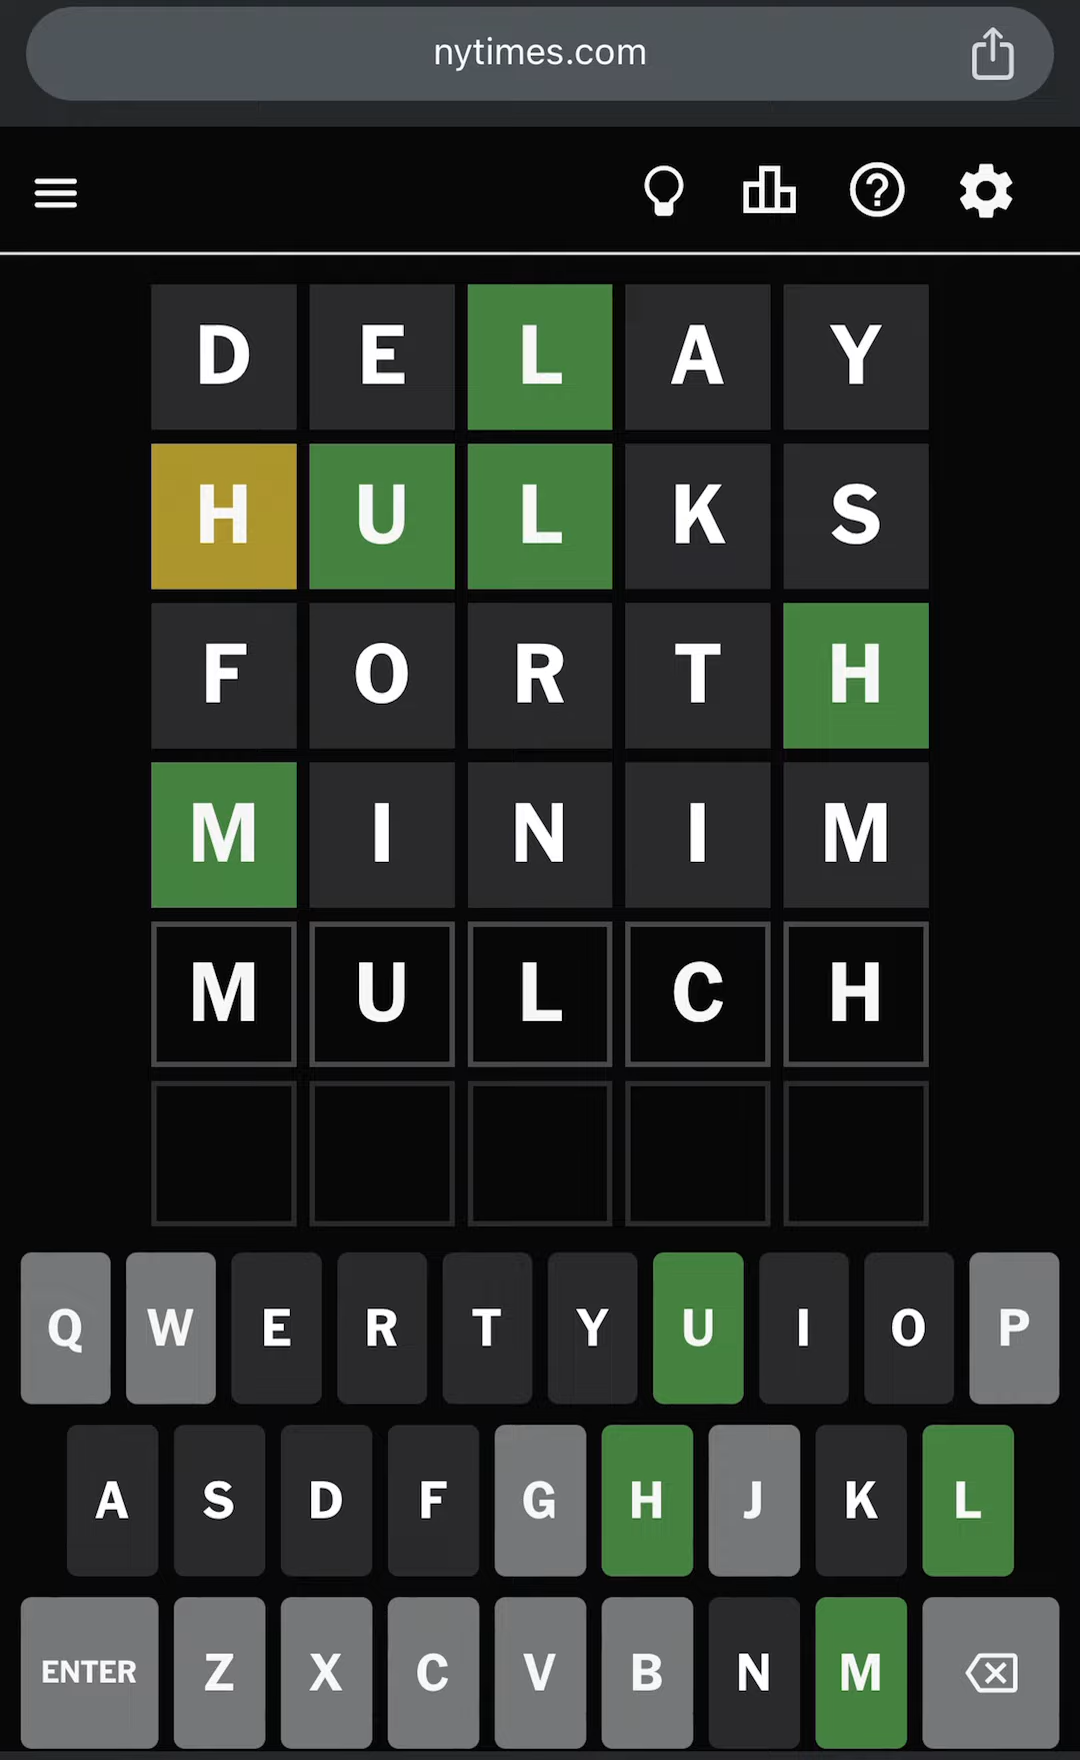 nytimes.com
?
D E L A Y
H U L K S
F O R T H
M I N I M
M U L C H
Q W E R T Y U I O P
A S D F G H J K L
ENTER Z X C V B N M